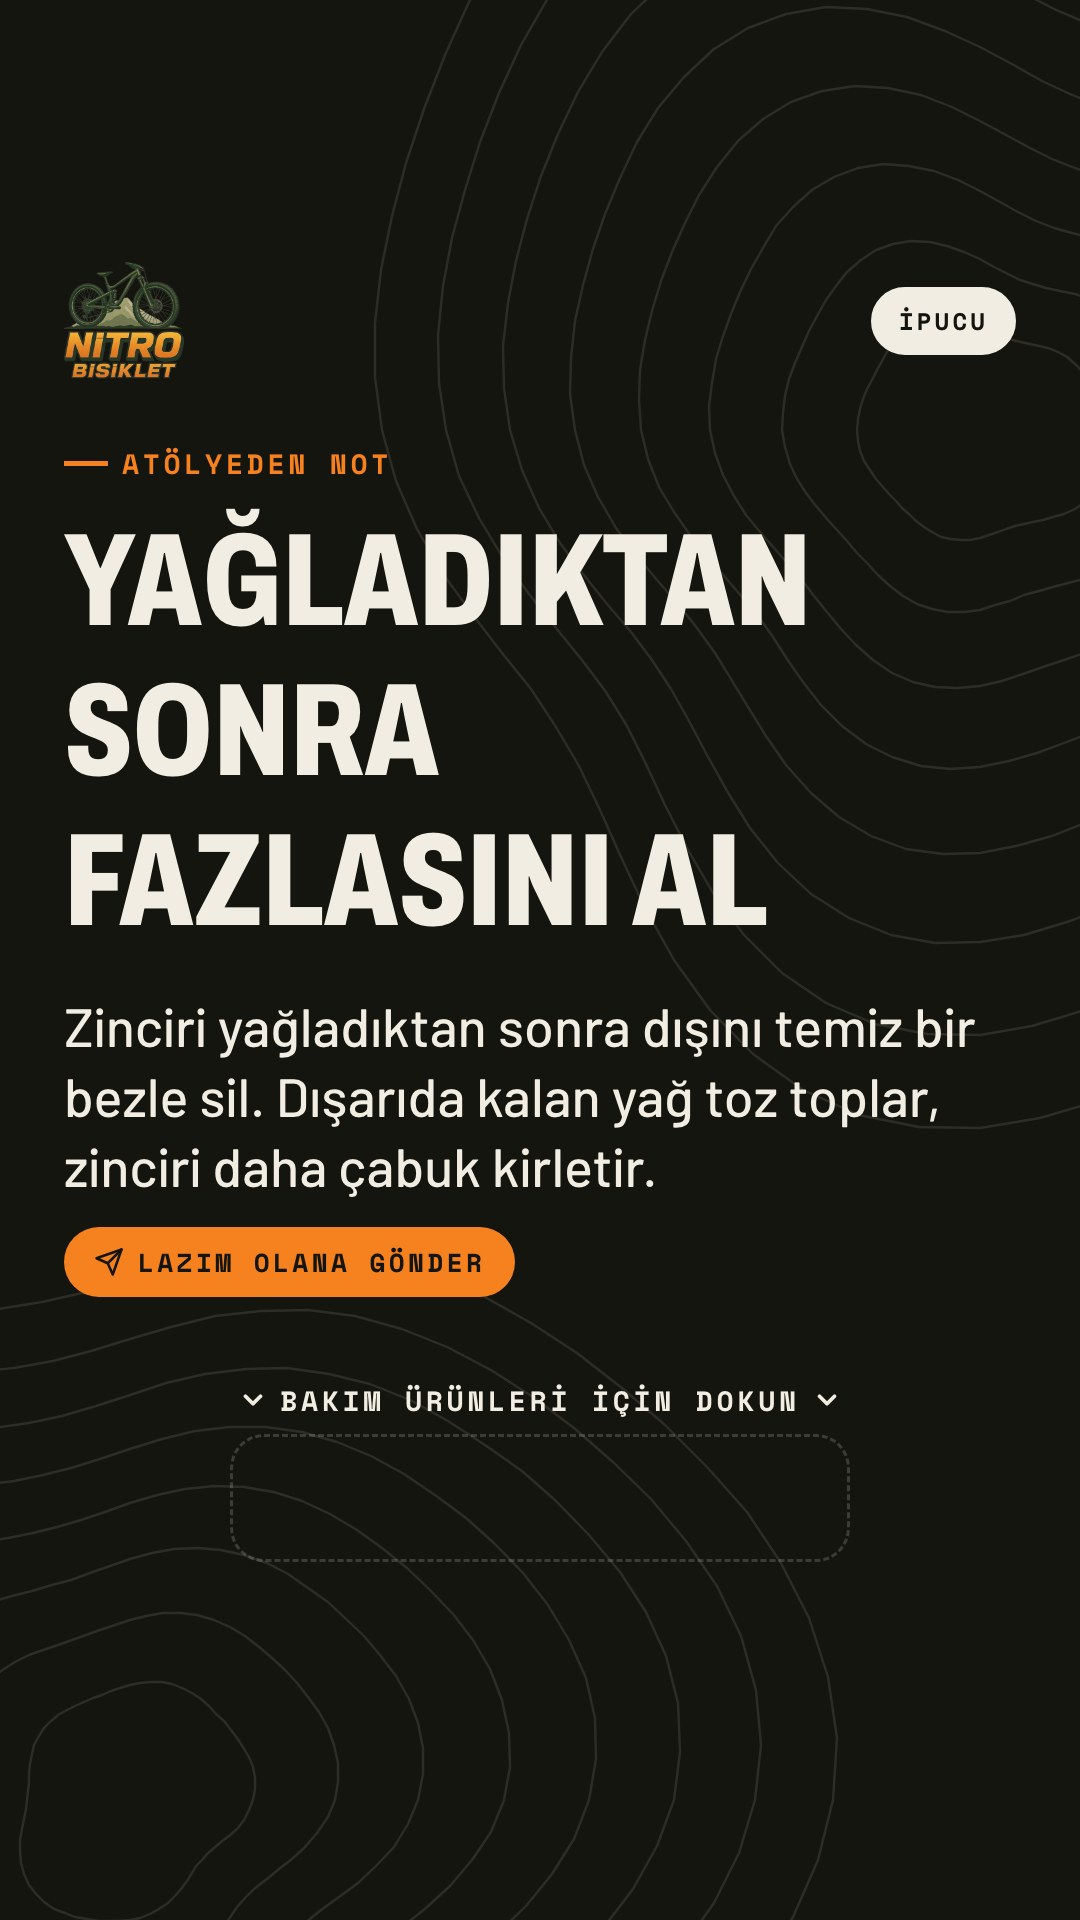 NiTRO
BiSiKLET
İPUCU
ATÖLYEDEN NOT
YAĞLADIKTAN
SONRA
FAZLASINI AL
Zinciri yağladıktan sonra dışını temiz bir
bezle sil. Dışarıda kalan yağ toz toplar,
zinciri daha çabuk kirletir.
LAZIM OLANA GÖNDER
BAKIM ÜRÜNLERİ İÇİN DOKUN